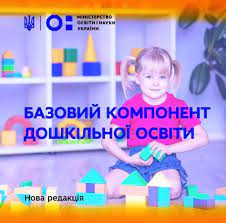 МІНІСТЕРСТВО
ОСВІТИ І НАУКИ
УКРАЇНИ
БАЗОВИЙ КОМПОНЕНТ
ДОШКІЛЬНОЇ ОСВІТИ
Нова редакція